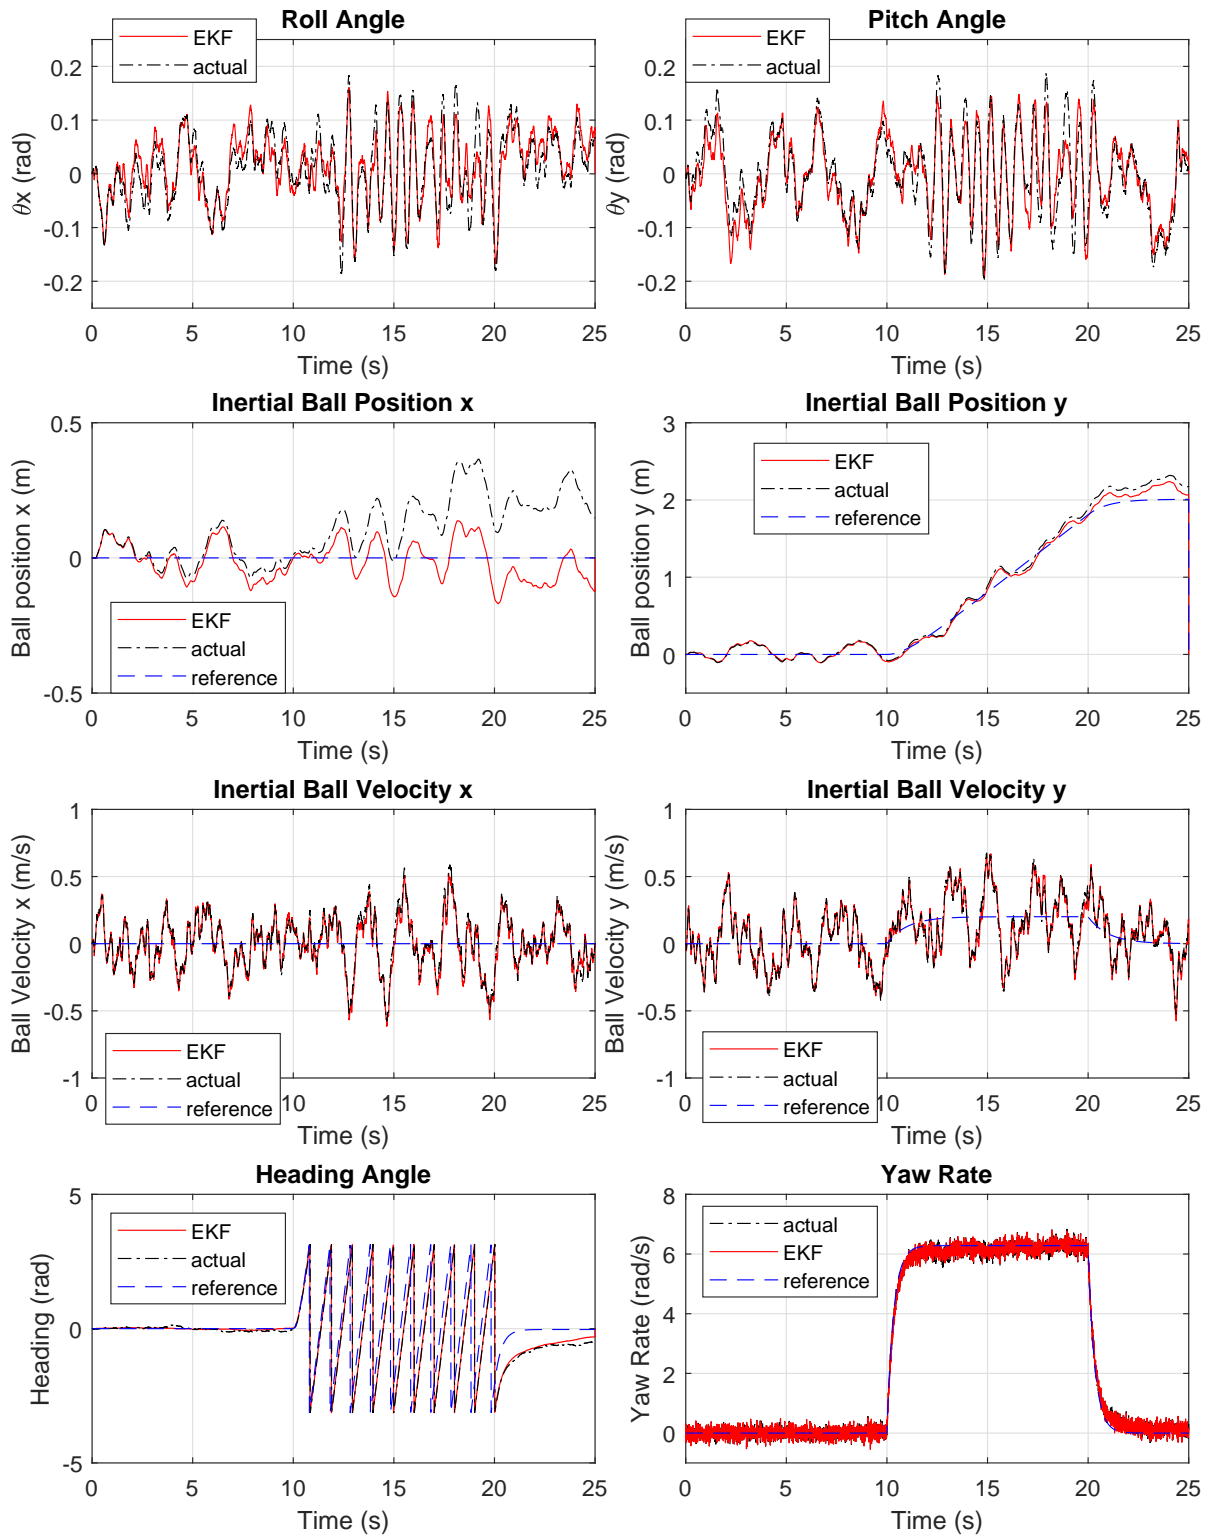 Roll Angle
EKF
actual
0.2
0.1
0
-0.1
-0.2
θx (rad)
0 5 10 15 20 25
Time (s)
Pitch Angle
EKF
actual
0.2
0.1
0
-0.1
-0.2
θy (rad)
0 5 10 15 20 25
Time (s)
Inertial Ball Position x
0.5
0
-0.5
Ball position x (m)
EKF
actual
reference
0 5 10 15 20 25
Time (s)
Inertial Ball Position y
3
2
1
0
Ball position y (m)
EKF
actual
reference
0 5 10 15 20 25
Time (s)
Inertial Ball Velocity x
1
0.5
0
-0.5
-1
Ball Velocity x (m/s)
EKF
actual
reference
0 5 10 15 20 25
Time (s)
Inertial Ball Velocity y
1
0.5
0
-0.5
-1
Ball Velocity y (m/s)
EKF
actual
reference
0 5 10 15 20 25
Time (s)
Heading Angle
5
0
-5
Heading (rad)
EKF
actual
reference
0 5 10 15 20 25
Time (s)
Yaw Rate
8
6
4
2
0
Yaw Rate (rad/s)
actual
EKF
reference
0 5 10 15 20 25
Time (s)